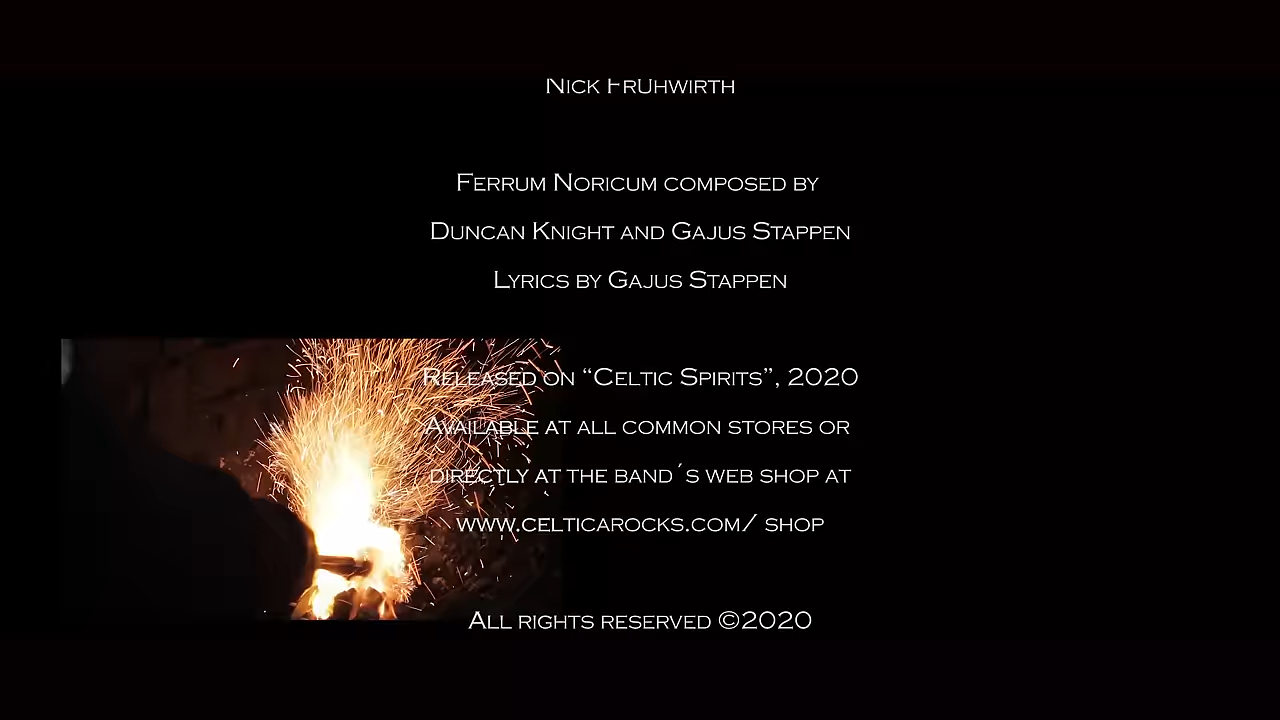 Nick Frühwirth
Ferrum Noricum composed by
Duncan Knight and Gajus Stappen
Lyrics by Gajus Stappen
Released on “Celtic Spirits”, 2020
Available at all common stores or
directly at the band´s web shop at
www.celticarocks.com/ shop
All rights reserved ©2020